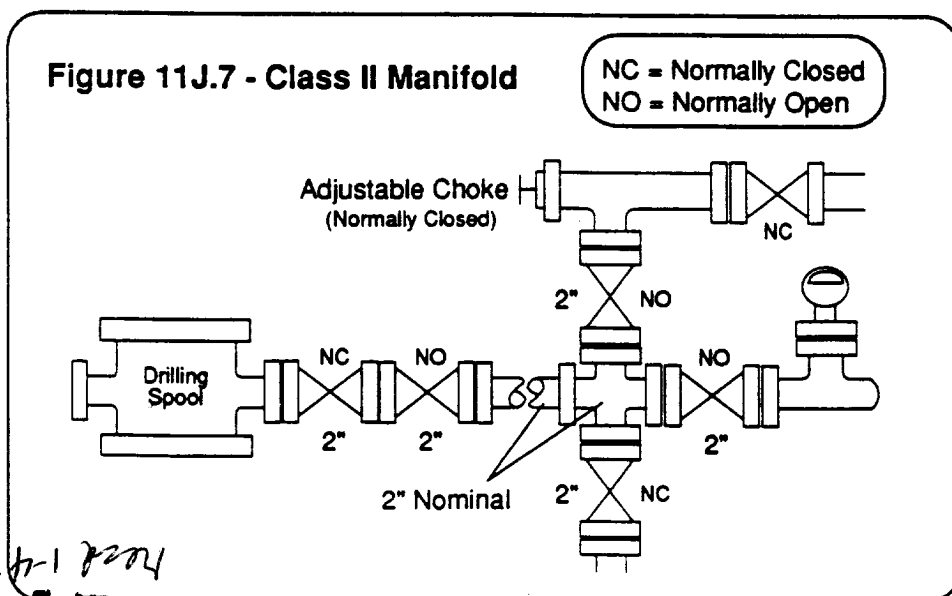 Figure 11J.7 - Class II Manifold
NC = Normally Closed
NO = Normally Open
Adjustable Choke
(Normally Closed)
NC
2" NO
Drilling
Spool
NC NO
2" 2"
NO
2"
2" Nominal
2" NC